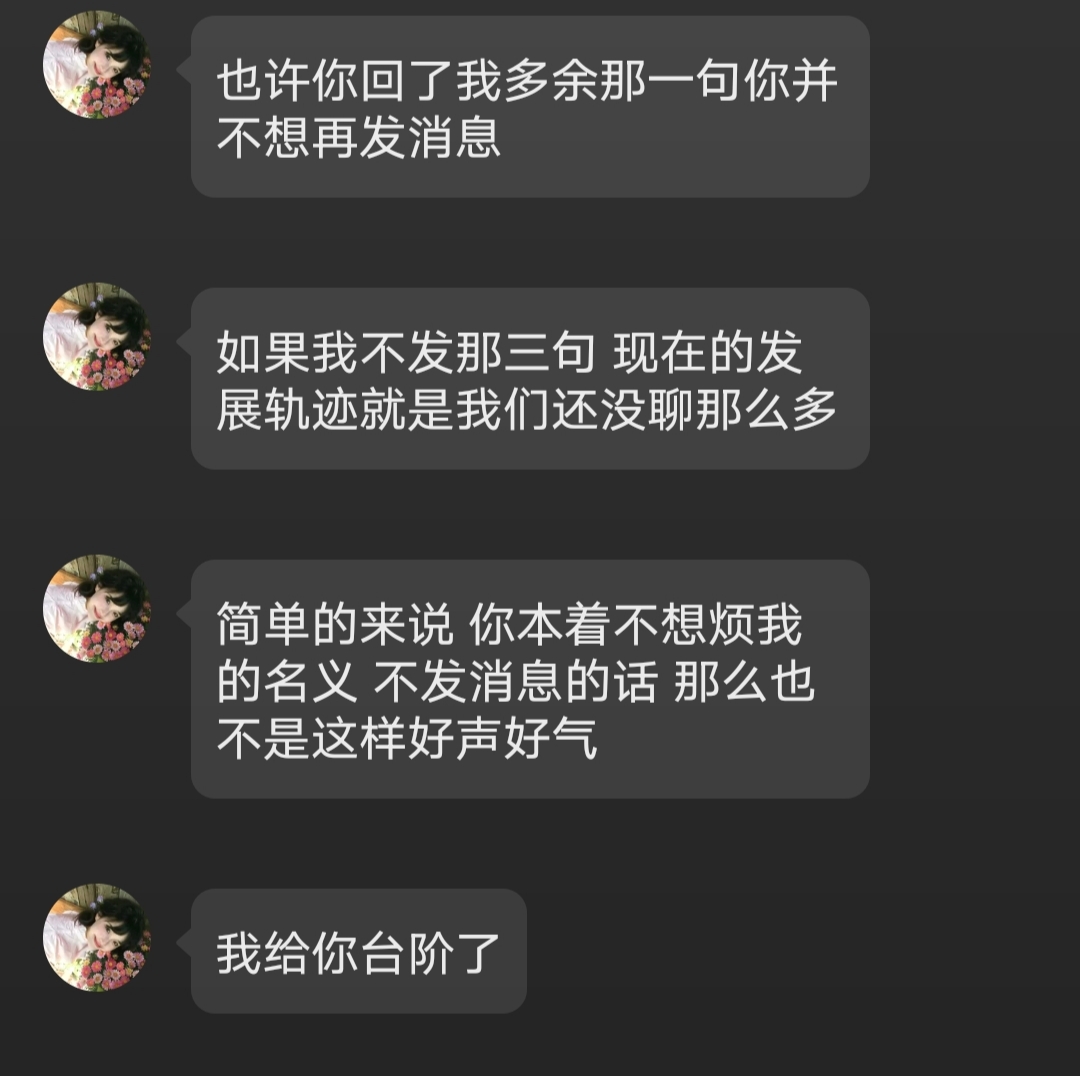 也许你回了我多余那一句你并
不想再发消息
如果我不发那三句 现在的发
展轨迹就是我们还没聊那么多
简单的来说 你本着不想烦我
的名义 不发消息的话 那么也
不是这样好声好气
我给你台阶了